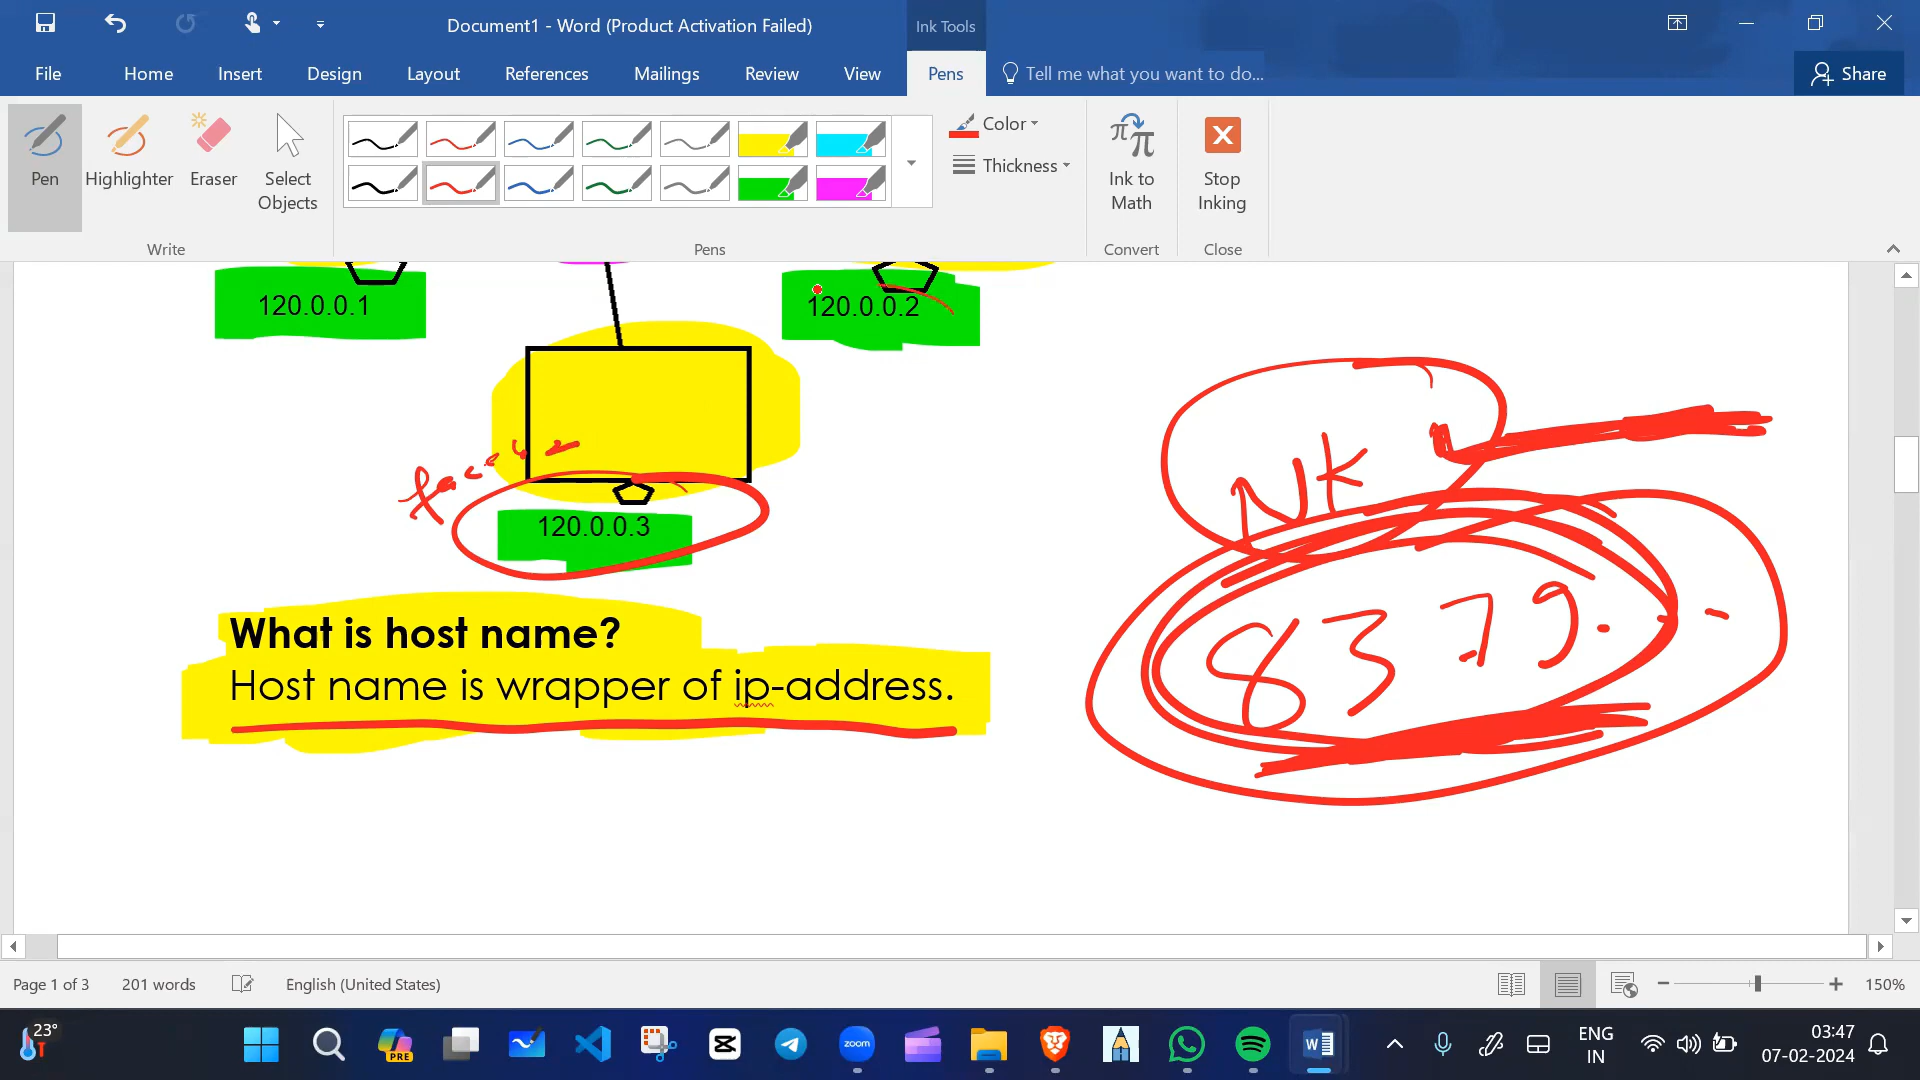 Document1 - Word (Product Activation Failed)
Ink Tools
File Home Insert Design Layout References Mailings Review View Pens Tell me what you want to do... Share
Pen Highlighter Eraser Select Objects
Color
Thickness
Ink to Math
Stop Inking
Write Pens Convert Close
120.0.0.1
120.0.0.2
NK
120.0.0.3
8379
What is host name?
Host name is wrapper of ip-address.
Page 1 of 3 201 words English (United States) 150%
23°
PRE
zoom
W
ENG
IN
03:47
07-02-2024